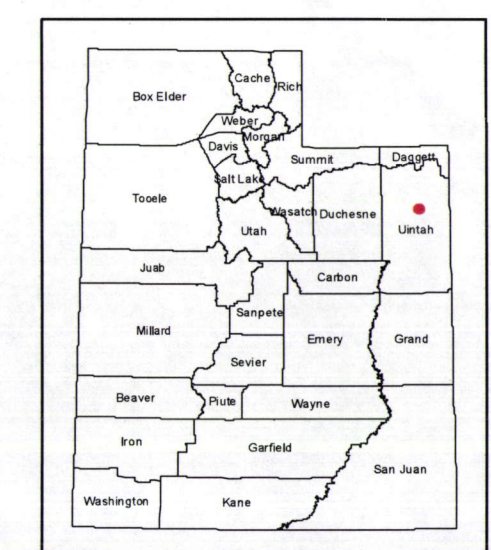 Cache
Rich
Box Elder
Weber
Morgan
Davis
Summit
Daggett
Salt Lake
Tooele
Wasatch
Duchesne
Utah
Uintah
Juab
Carbon
Sanpete
Millard
Emery
Grand
Sevier
Beaver
Piute
Wayne
Iron
Garfield
San Juan
Washington
Kane